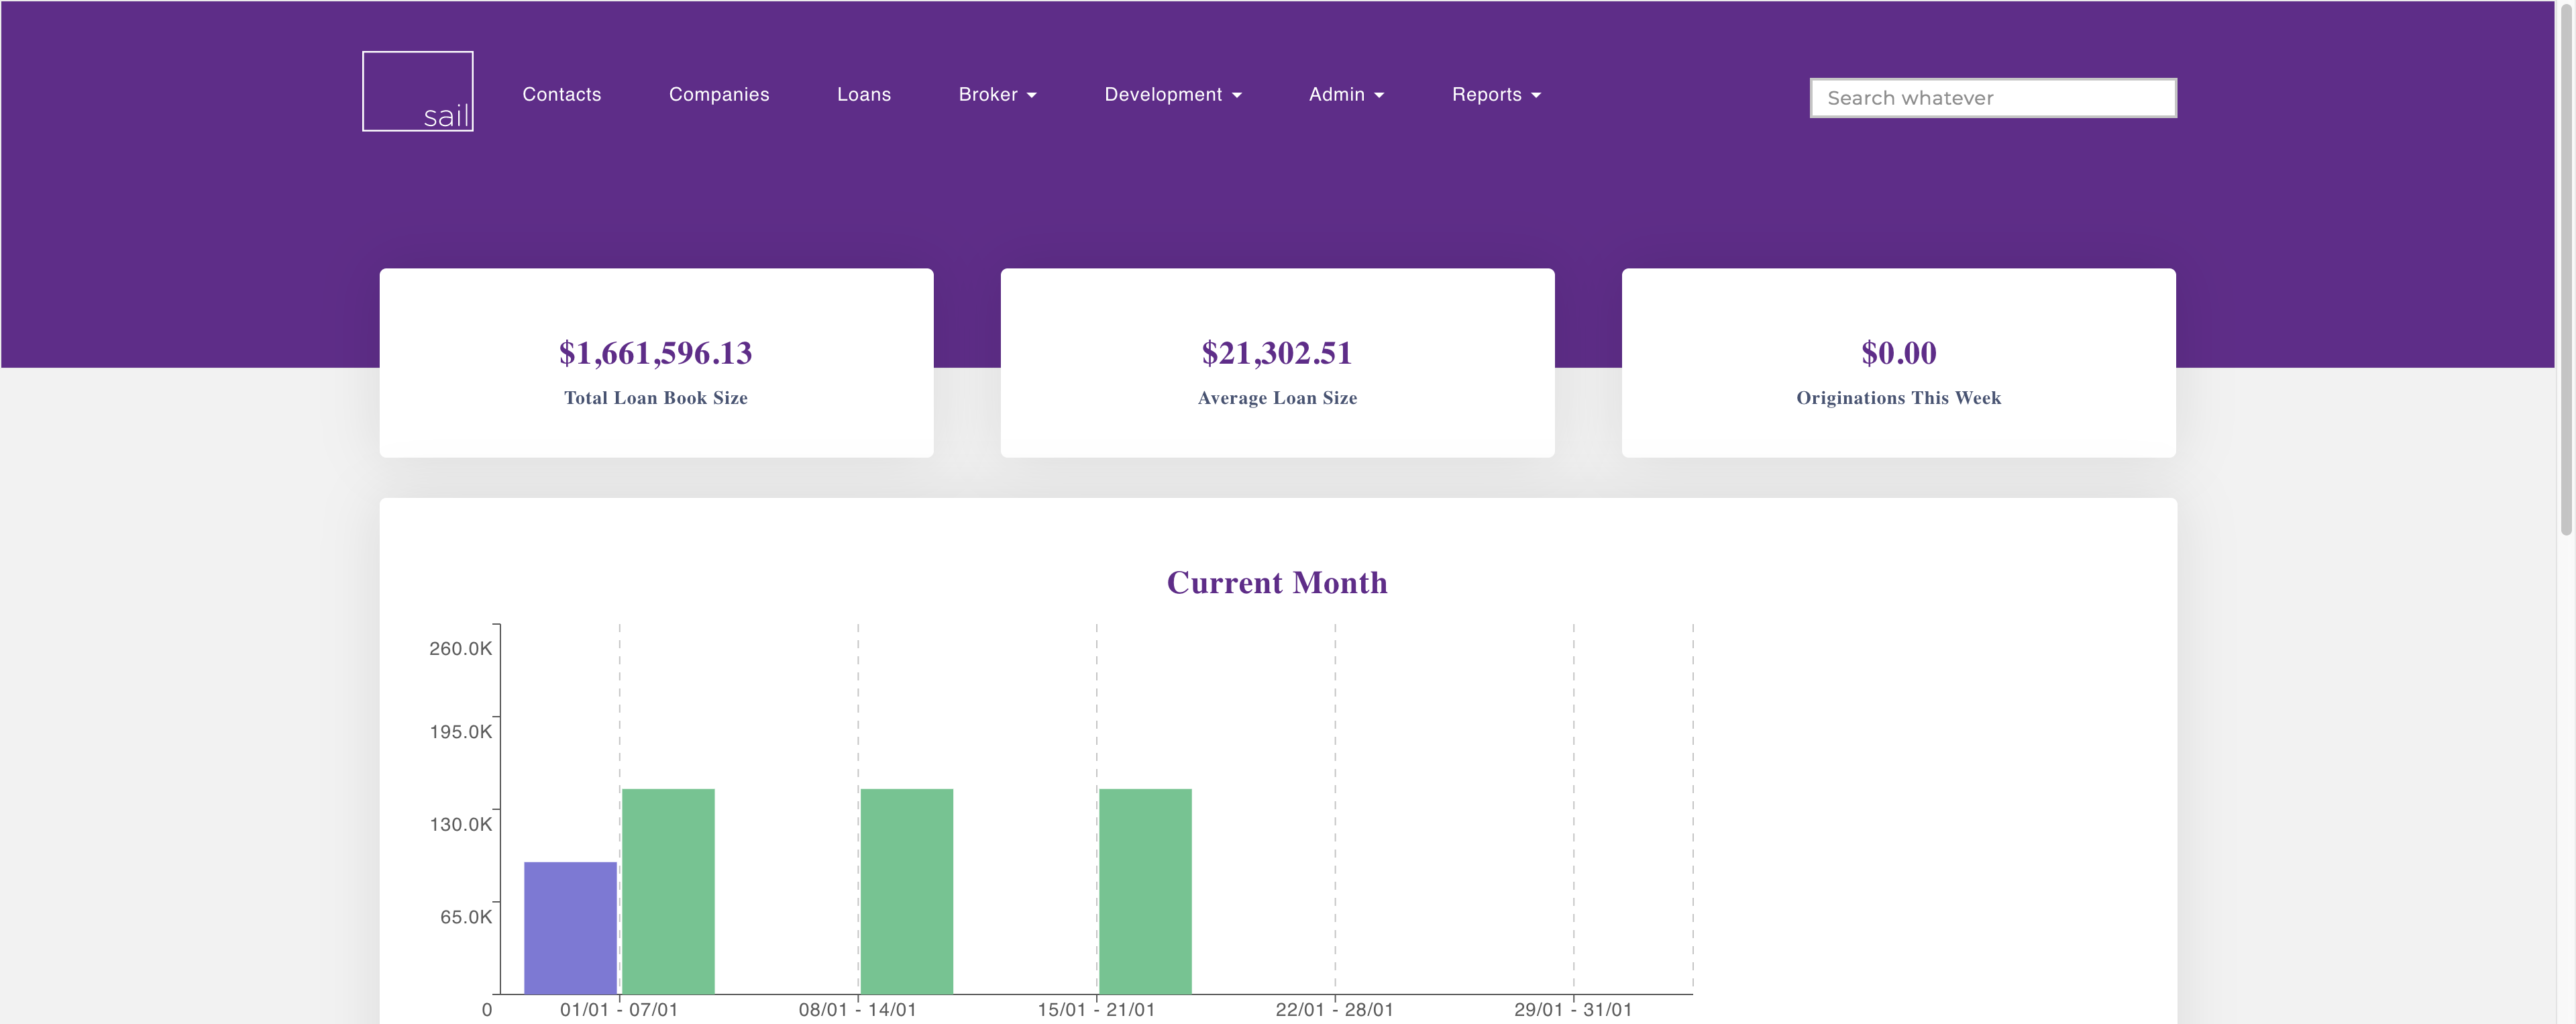 sail
Contacts
Companies
Loans
Broker
Development
Admin
Reports
Search whatever
$1,661,596.13
Total Loan Book Size
$21,302.51
Average Loan Size
$0.00
Originations This Week
Current Month
260.0K
195.0K
130.0K
65.0K
0
01/01 - 07/01
08/01 - 14/01
15/01 - 21/01
22/01 - 28/01
29/01 - 31/01